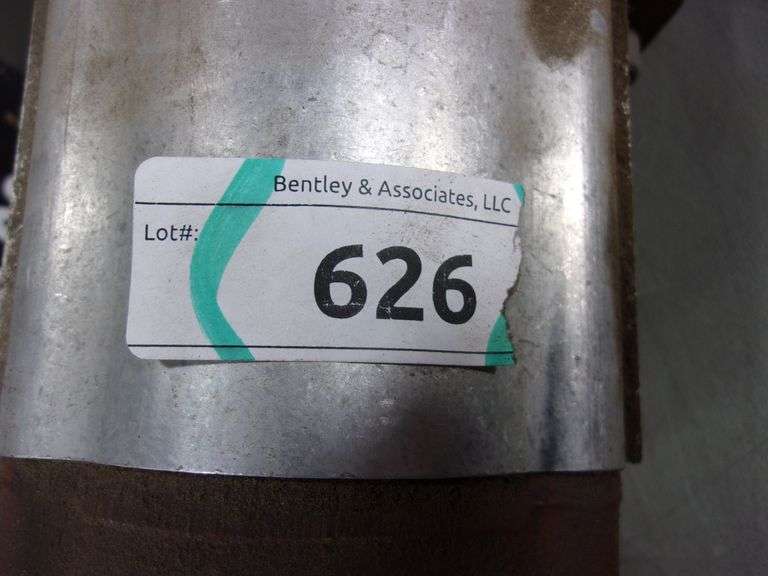 Bentley & Associates, LLC
Lot#:
626